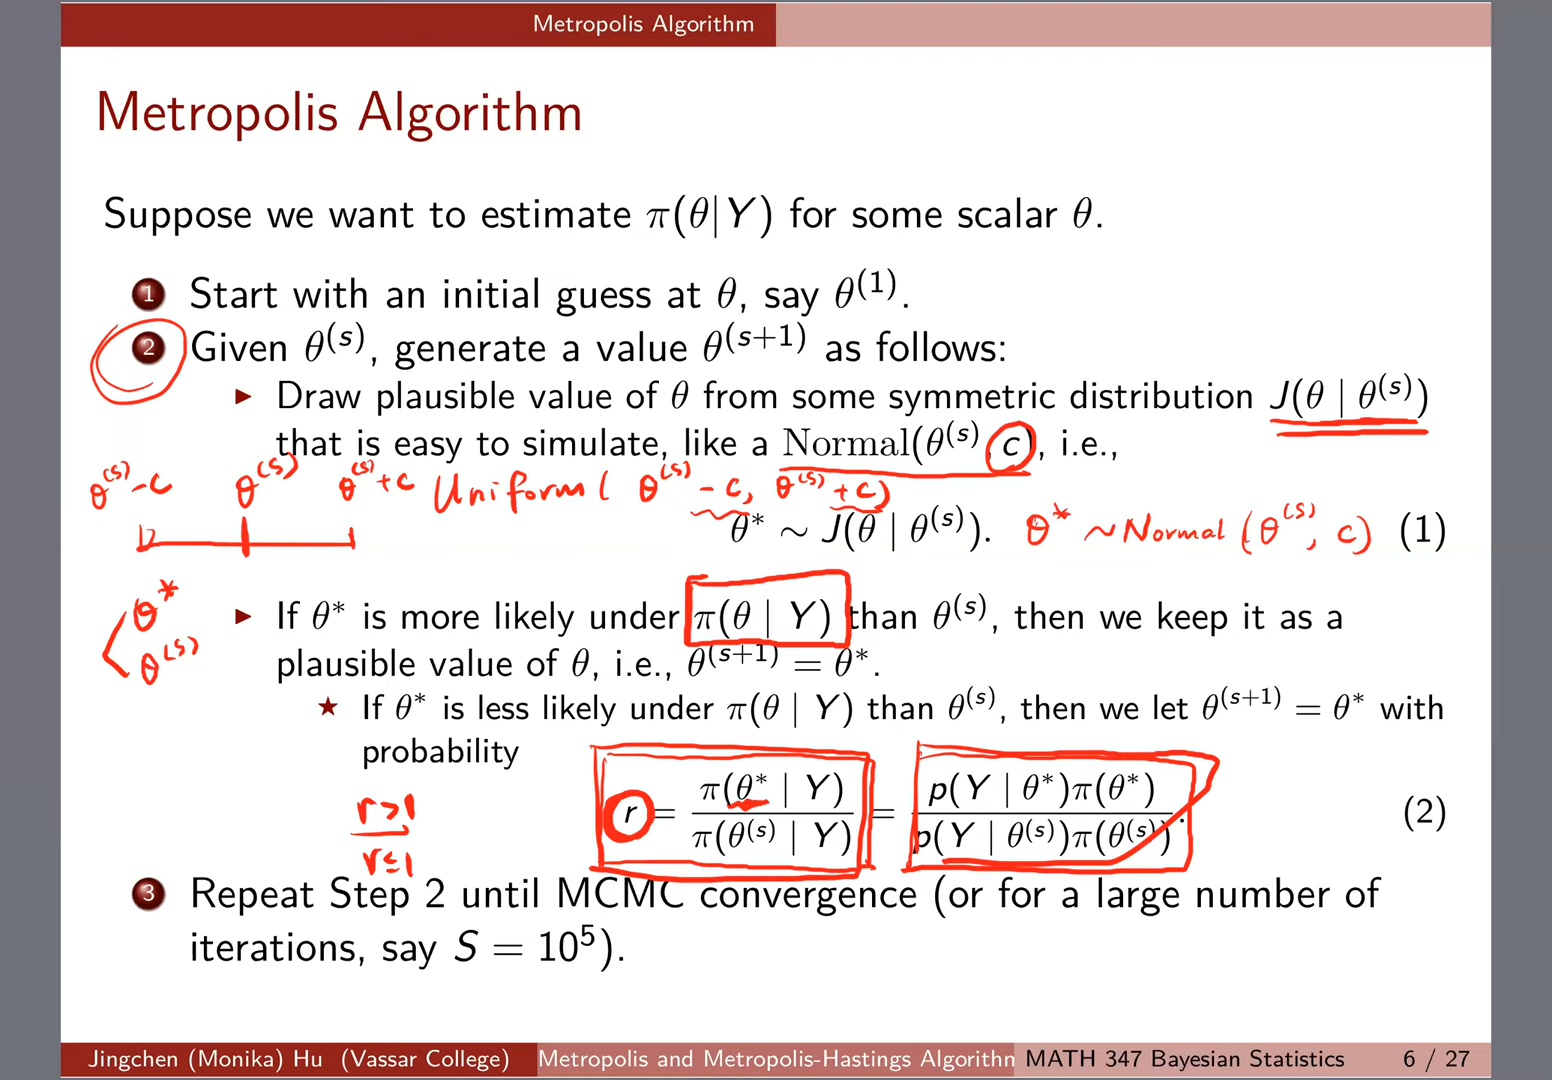 Metropolis Algorithm
Metropolis Algorithm
Suppose we want to estimate π(θ|Y) for some scalar θ.
1 Start with an initial guess at θ, say θ^(1).
2 Given θ^(s), generate a value θ^(s+1) as follows:
▶ Draw plausible value of θ from some symmetric distribution J(θ | θ^(s))
that is easy to simulate, like a Normal(θ^(s), c), i.e.,
θ^(s)-c θ^(s) θ^(s)+c Uniform( θ^(s)-c, θ^(s)+c)
θ* ∼ J(θ | θ^(s)). θ* ~ Normal (θ^(s), c) (1)
θ*
θ^(s)
▶ If θ* is more likely under π(θ | Y) than θ^(s), then we keep it as a
plausible value of θ, i.e., θ^(s+1) = θ*.
★ If θ* is less likely under π(θ | Y) than θ^(s), then we let θ^(s+1) = θ* with
probability
r = π(θ* | Y) / π(θ^(s) | Y) = p(Y | θ*)π(θ*) / p(Y | θ^(s))π(θ^(s)). (2)
r>1
r≤1
3 Repeat Step 2 until MCMC convergence (or for a large number of
iterations, say S = 10^5).
Jingchen (Monika) Hu (Vassar College) Metropolis and Metropolis-Hastings Algorithm MATH 347 Bayesian Statistics 6 / 27